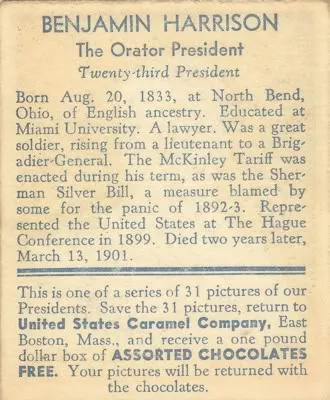 BENJAMIN HARRISON
The Orator President
Twenty-third President
Born Aug. 20, 1833, at North Bend,
Ohio, of English ancestry. Educated at
Miami University. A lawyer. Was a great
soldier, rising from a lieutenant to a Brig-
adier-General. The McKinley Tariff was
enacted during his term, as was the Sher-
man Silver Bill, a measure blamed by
some for the panic of 1892-3. Repre-
sented the United States at The Hague
Conference in 1899. Died two years later,
March 13, 1901.
This is one of a series of 31 pictures of our
Presidents. Save the 31 pictures, return to
United States Caramel Company, East
Boston, Mass., and receive a one pound
dollar box of ASSORTED CHOCOLATES
FREE. Your pictures will be returned with
the chocolates.